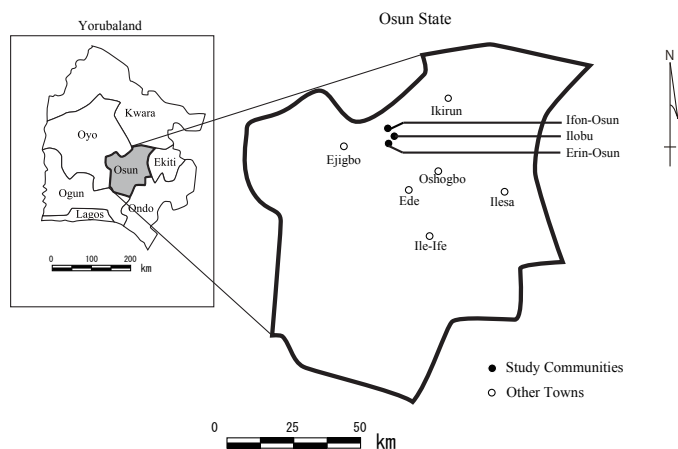 Yorubaland
Kwara
Oyo
Ekiti
Osun
Ogun
Ondo
Lagos
0 100 200
km
Osun State
N
Ikirun
Ifon-Osun
Ilobu
Erin-Osun
Ejigbo
Oshogbo
Ede
Ilesa
Ile-Ife
Study Communities
Other Towns
0 25 50
km